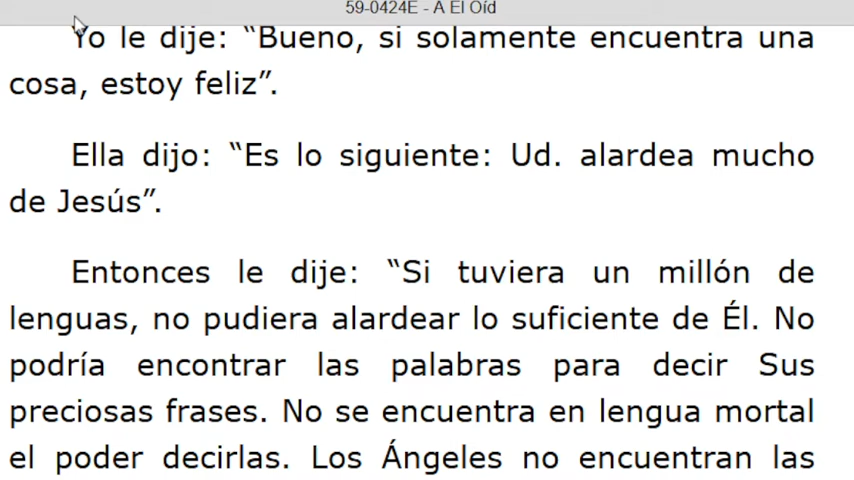 59-0424E - A El Oíd
Yo le dije: “Bueno, si solamente encuentra una
cosa, estoy feliz”.
Ella dijo: “Es lo siguiente: Ud. alardea mucho
de Jesús”.
Entonces le dije: “Si tuviera un millón de
lenguas, no pudiera alardear lo suficiente de Él. No
podría encontrar las palabras para decir Sus
preciosas frases. No se encuentra en lengua mortal
el poder decirlas. Los Ángeles no encuentran las